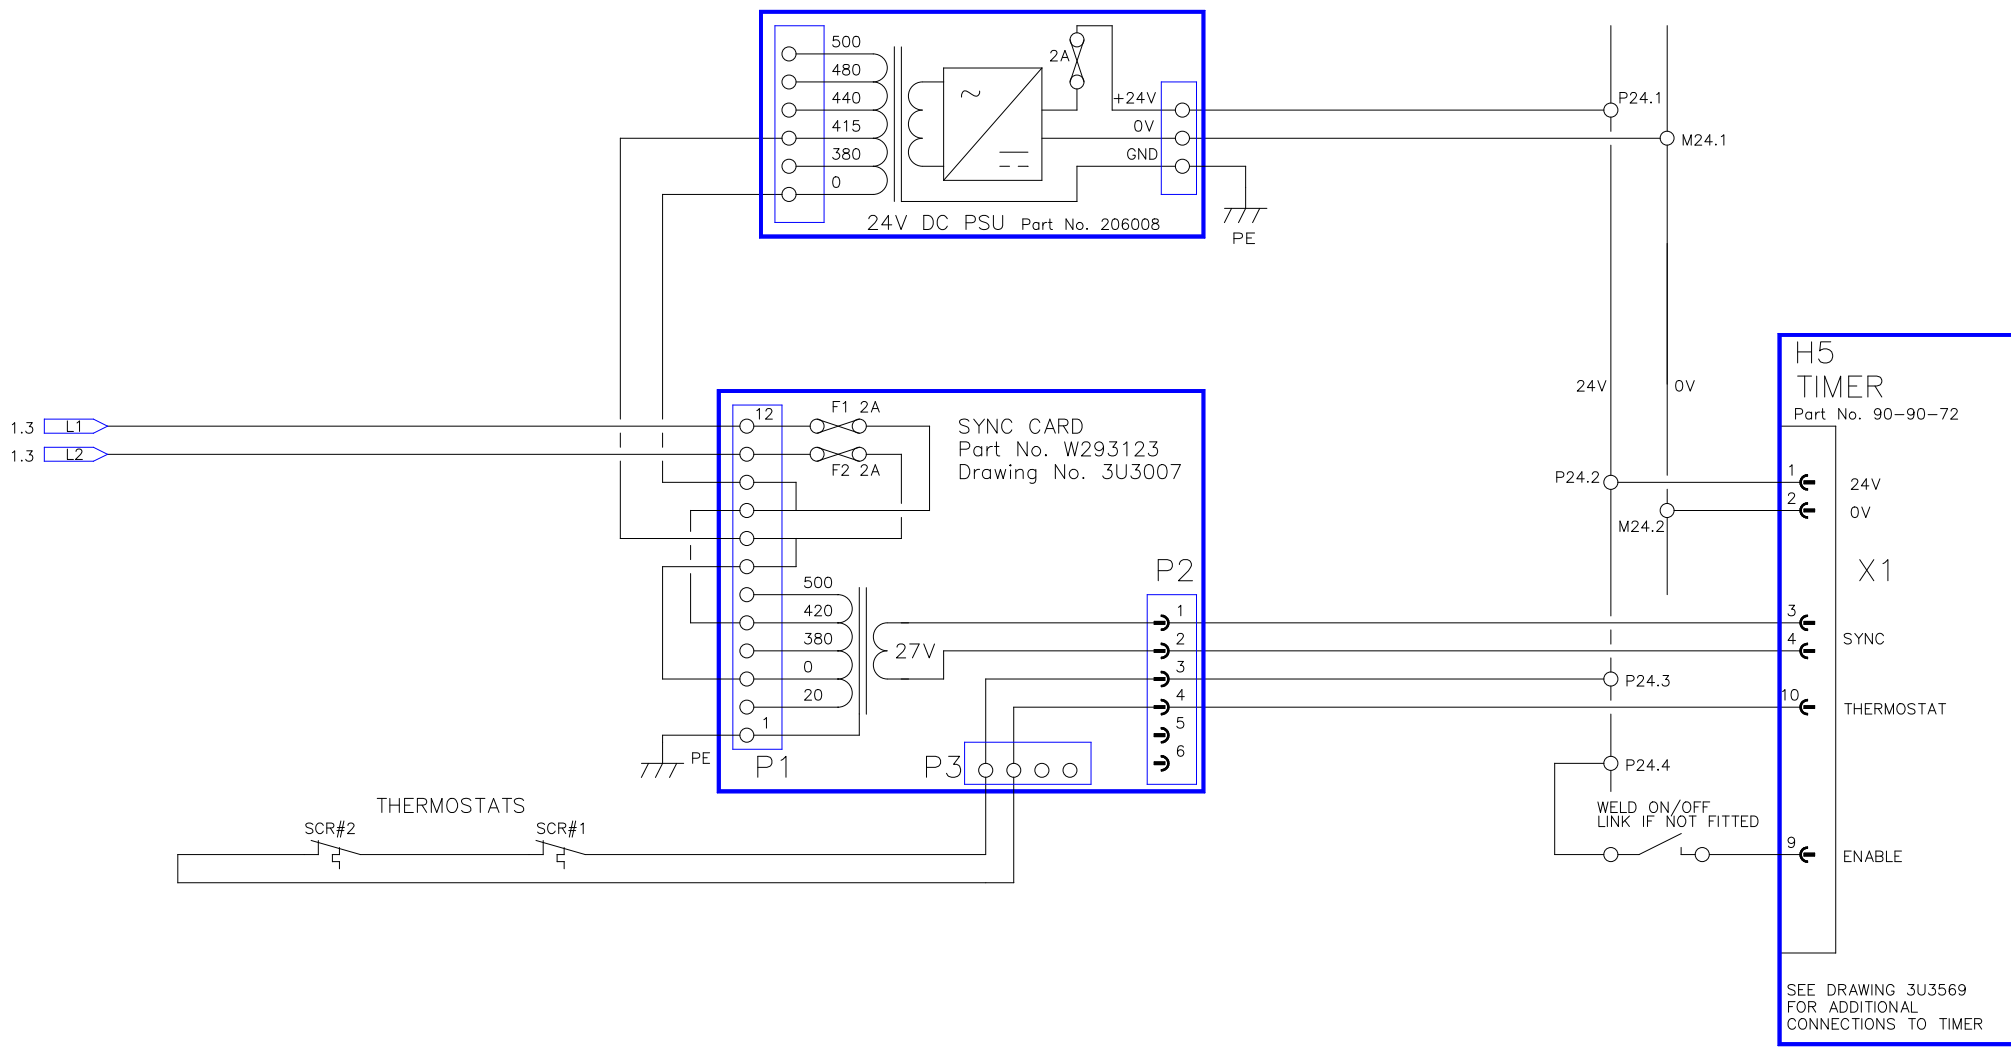 500
480
440
415
380
0
2A
+24V
0V
GND
24V DC PSU Part No. 206008
PE
P24.1
M24.1
24V
0V
1.3 L1
1.3 L2
12
F1 2A
F2 2A
SYNC CARD
Part No. W293123
Drawing No. 3U3007
500
420
380
0
20
1
27V
PE
P1
P2
1
2
3
4
5
6
P3
THERMOSTATS
SCR#2
SCR#1
P24.2
M24.2
P24.3
P24.4
WELD ON/OFF
LINK IF NOT FITTED
H5
TIMER
Part No. 90-90-72
1
24V
2
0V
X1
3
4
SYNC
10
THERMOSTAT
9
ENABLE
SEE DRAWING 3U3569
FOR ADDITIONAL
CONNECTIONS TO TIMER